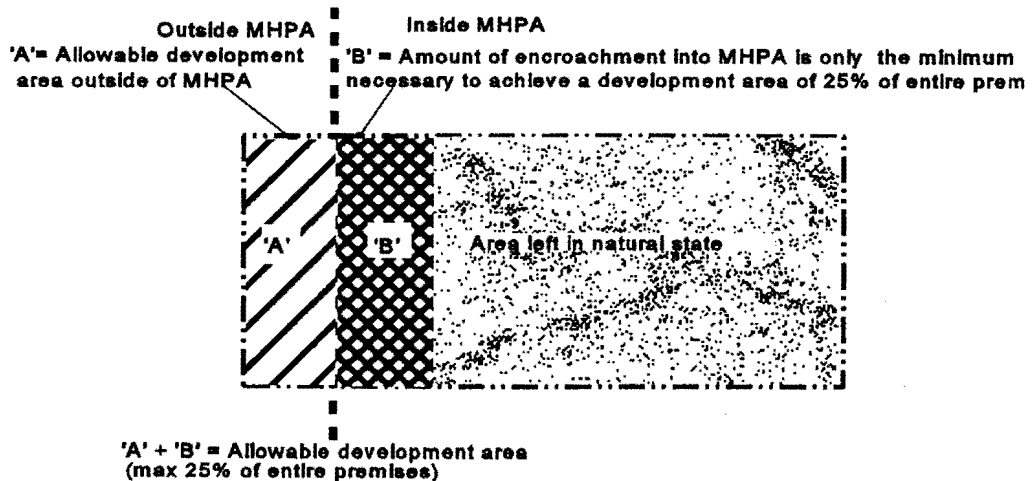 Outside MHPA
'A'= Allowable development
area outside of MHPA
Inside MHPA
'B' = Amount of encroachment into MHPA is only the minimum
necessary to achieve a development area of 25% of entire prem
'A'
'B'
Area left in natural state
'A' + 'B' = Allowable development area
(max 25% of entire premises)